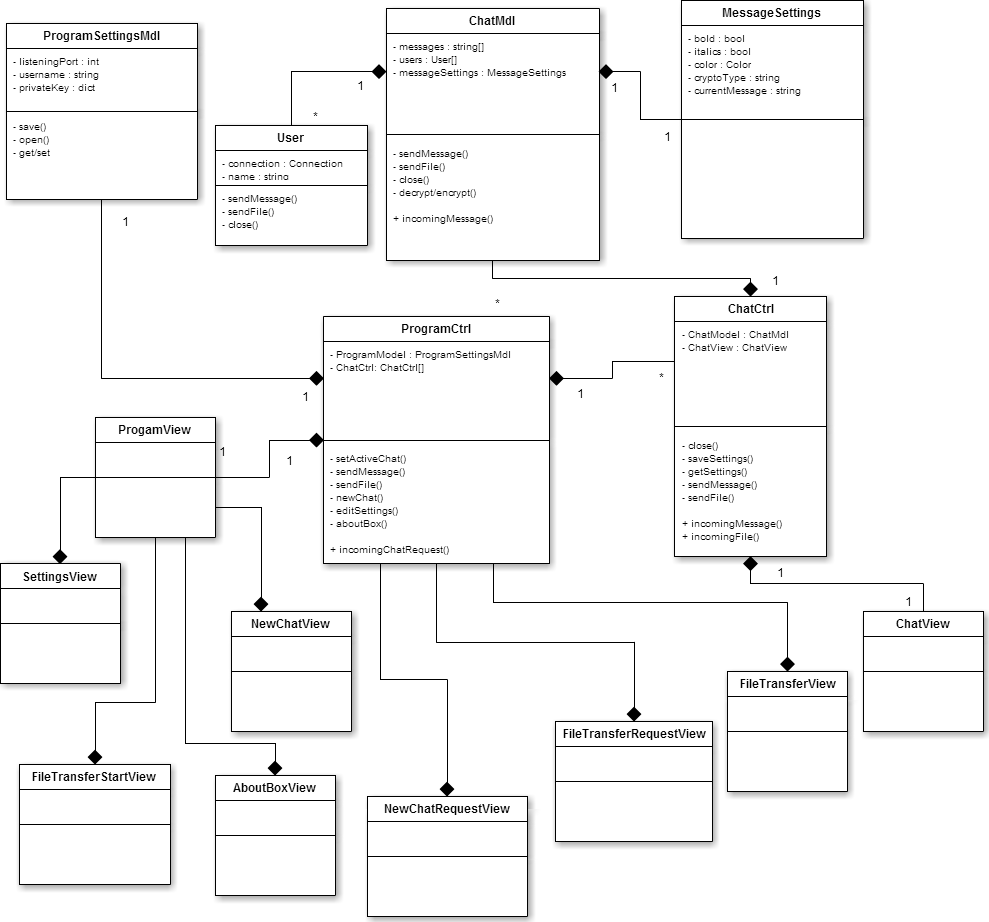 ProgramSettingsMdl
- listeningPort : int
- username : string
- privateKey : dict
- save()
- open()
- get/set
1
ChatMdl
- messages : string[]
- users : User[]
- messageSettings : MessageSettings
- sendMessage()
- sendFile()
- close()
- decrypt/encrypt()
+ incomingMessage()
1
*
1
1
MessageSettings
- bold : bool
- italics : bool
- color : Color
- cryptoType : string
- currentMessage : string
User
- connection : Connection
- name : string
- sendMessage()
- sendFile()
- close()
*
1
ProgramCtrl
- ProgramModel : ProgramSettingsMdl
- ChatCtrl: ChatCtrl[]
- setActiveChat()
- sendMessage()
- sendFile()
- newChat()
- editSettings()
- aboutBox()
+ incomingChatRequest()
1
1
1
*
1
ChatCtrl
- ChatModel : ChatMdl
- ChatView : ChatView
- close()
- saveSettings()
- getSettings()
- sendMessage()
- sendFile()
+ incomingMessage()
+ incomingFile()
1
1
ProgamView
SettingsView
NewChatView
ChatView
FileTransferView
FileTransferRequestView
FileTransferStartView
AboutBoxView
NewChatRequestView